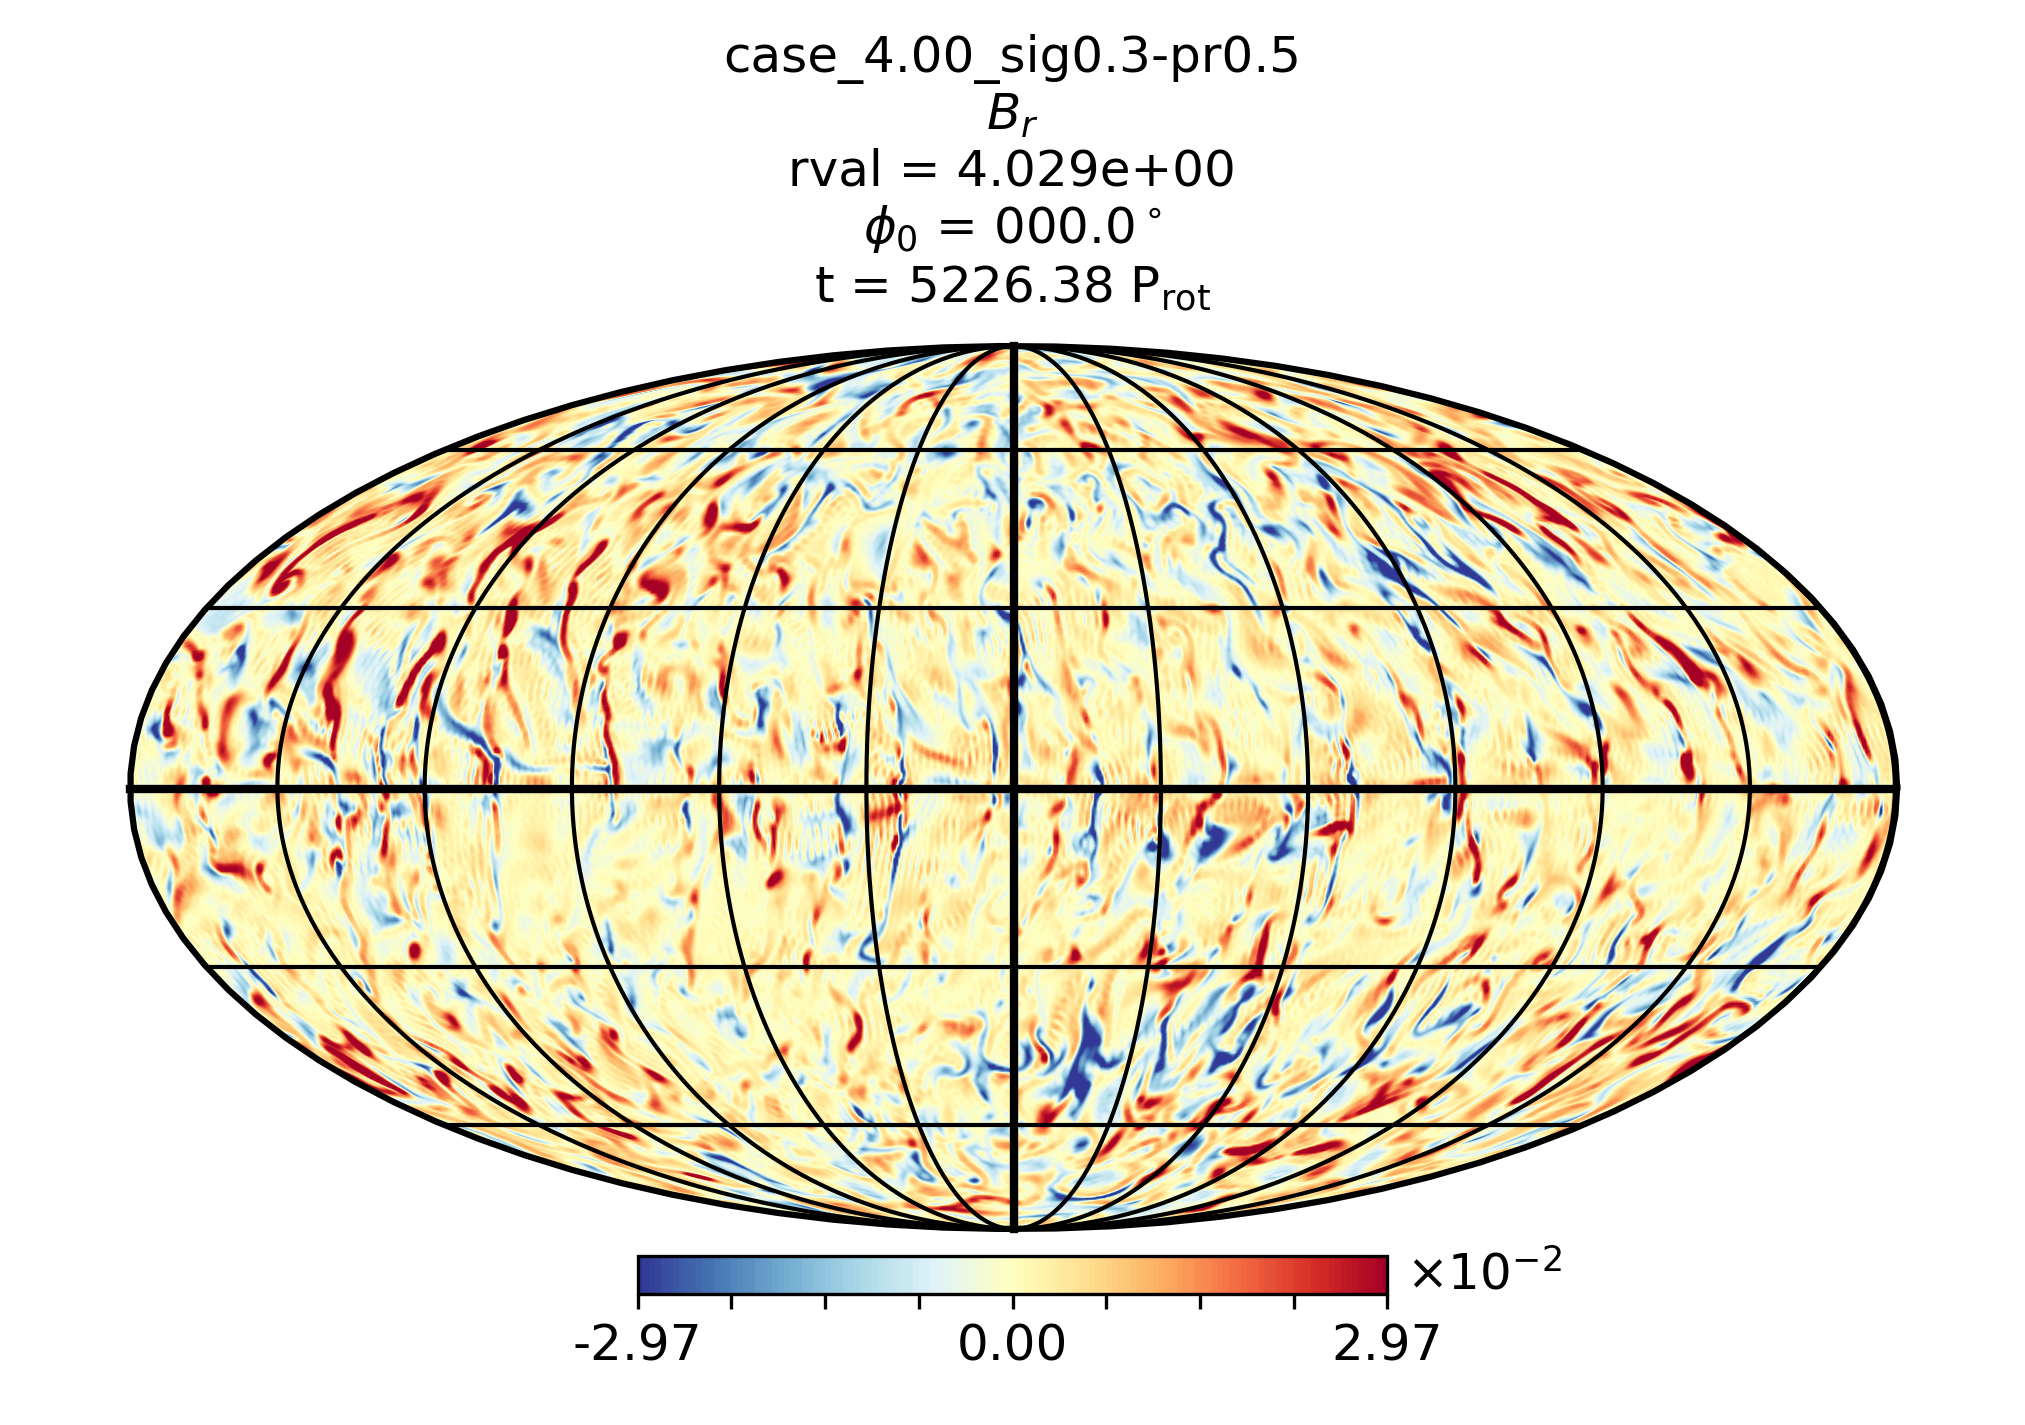 case_4.00_sig0.3-pr0.5
B_r
rval = 4.029e+00
ϕ₀ = 000.0°
t = 5226.38 P_rot
×10⁻²
-2.97 0.00 2.97